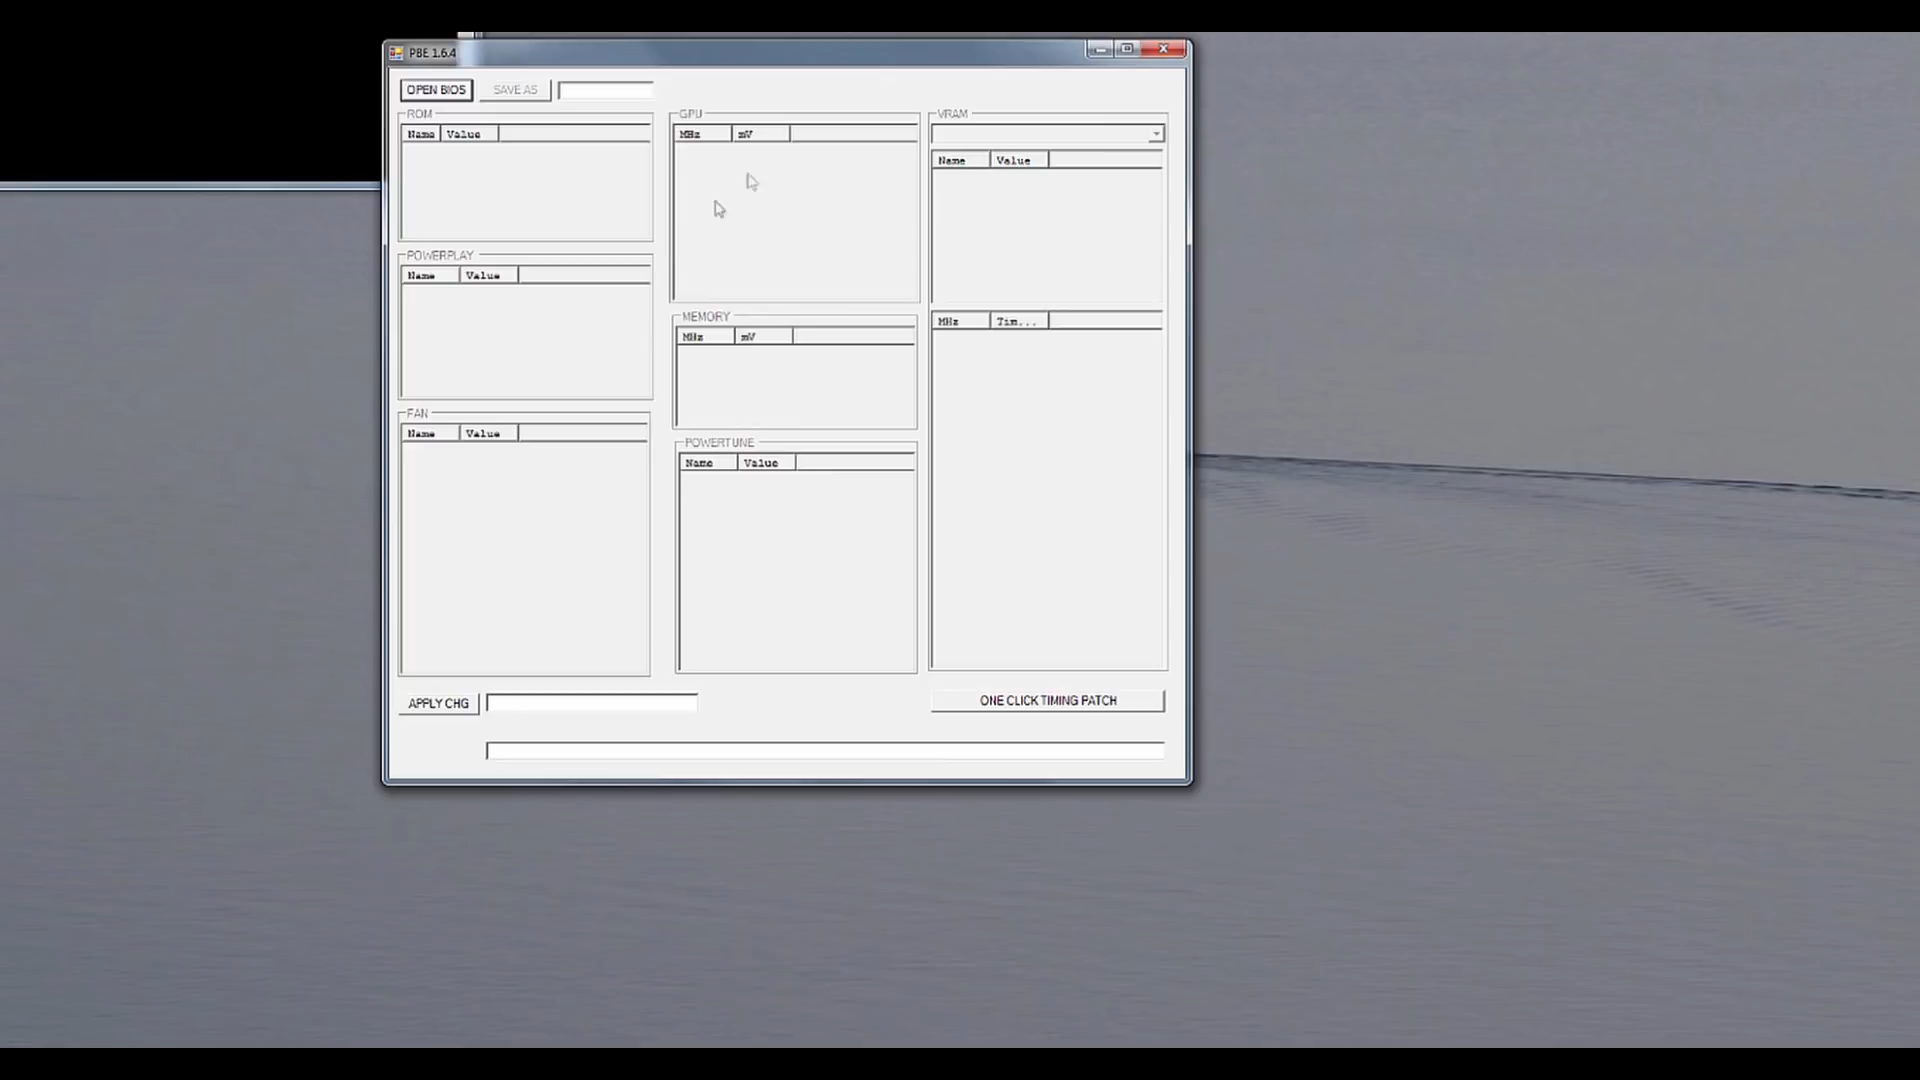 PBE 1.6.4
OPEN BIOS
SAVE AS
ROM
Name Value
POWERPLAY
Name Value
FAN
Name Value
GPU
MHz mV
MEMORY
MHz mV
POWERTUNE
Name Value
VRAM
Name Value
MHz Tim...
APPLY CHG
ONE CLICK TIMING PATCH